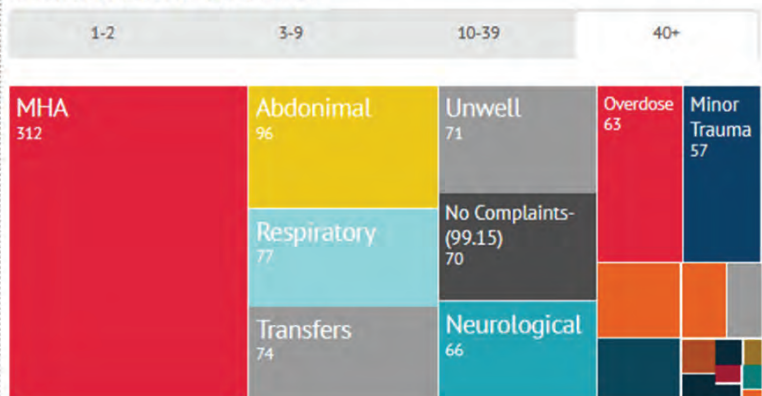 1-2
3-9
10-39
40+
MHA
312
Abdonimal
96
Respiratory
77
Transfers
74
Unwell
71
No Complaints-
(99.15)
70
Neurological
66
Overdose
63
Minor
Trauma
57